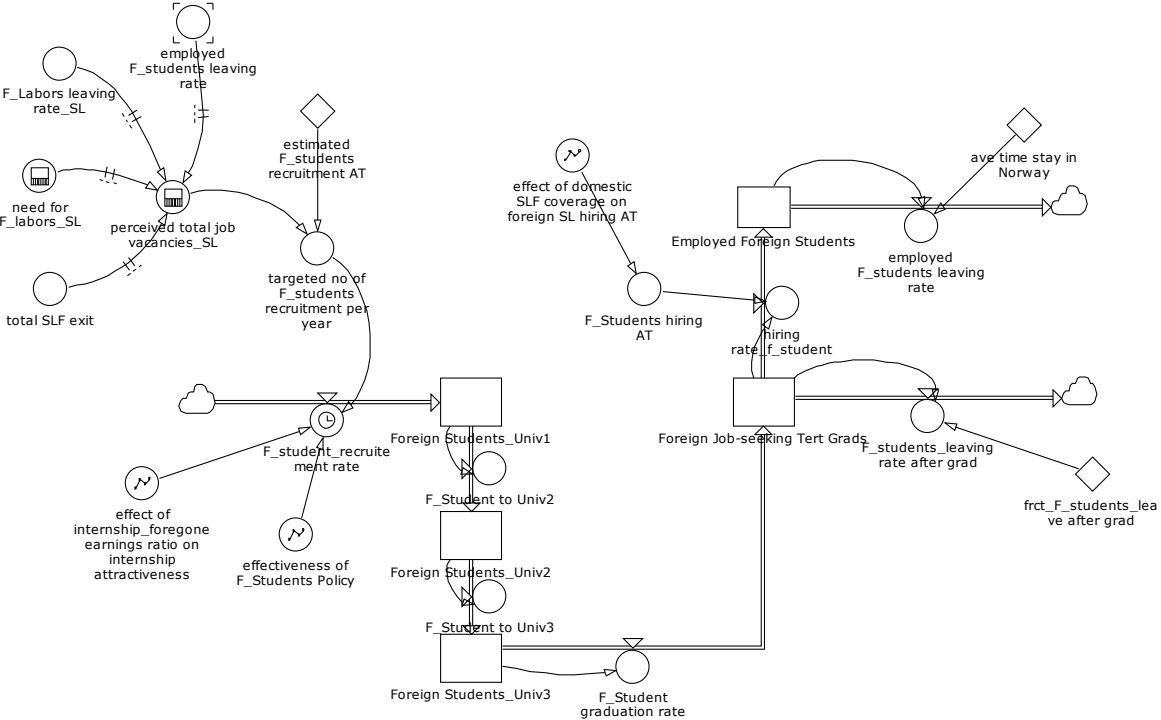 employed
F_students leaving
rate
F_Labors leaving
rate_SL
estimated
F_students
recruitment AT
need for
F_labors_SL
perceived total job
vacancies_SL
total SLF exit
targeted no of
F_students
recruitment per
year
effect of domestic
SLF coverage on
foreign SL hiring AT
ave time stay in
Norway
Employed Foreign Students
employed
F_students leaving
rate
F_Students hiring
AT
hiring
rate_f_student
Foreign Students_Univ1
F_student_recruite
ment rate
Foreign Job-seeking Tert Grads
F_students_leaving
rate after grad
frct_F_students_lea
ve after grad
effect of
internship_foregone
earnings ratio on
internship
attractiveness
effectiveness of
F_Students Policy
F_Student to Univ2
Foreign Students_Univ2
F_Student to Univ3
Foreign Students_Univ3
F_Student
graduation rate